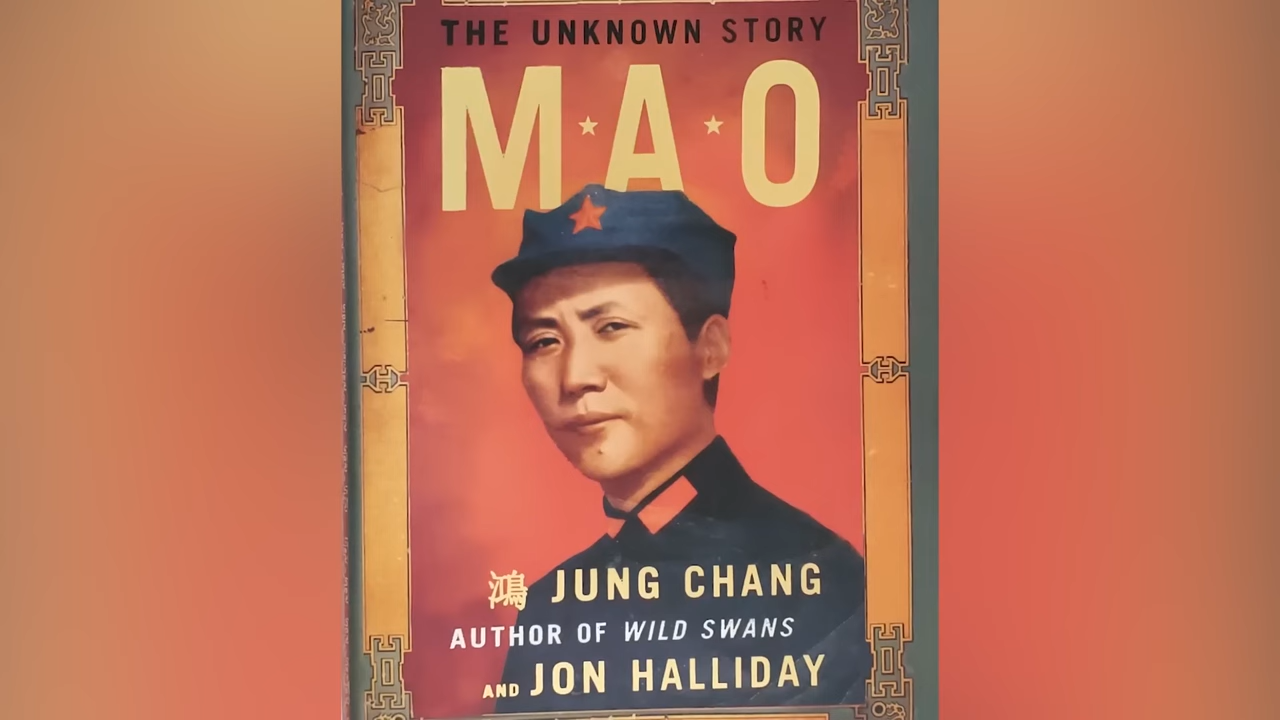 THE UNKNOWN STORY
M★A★O
鴻 JUNG CHANG
AUTHOR OF WILD SWANS
AND JON HALLIDAY